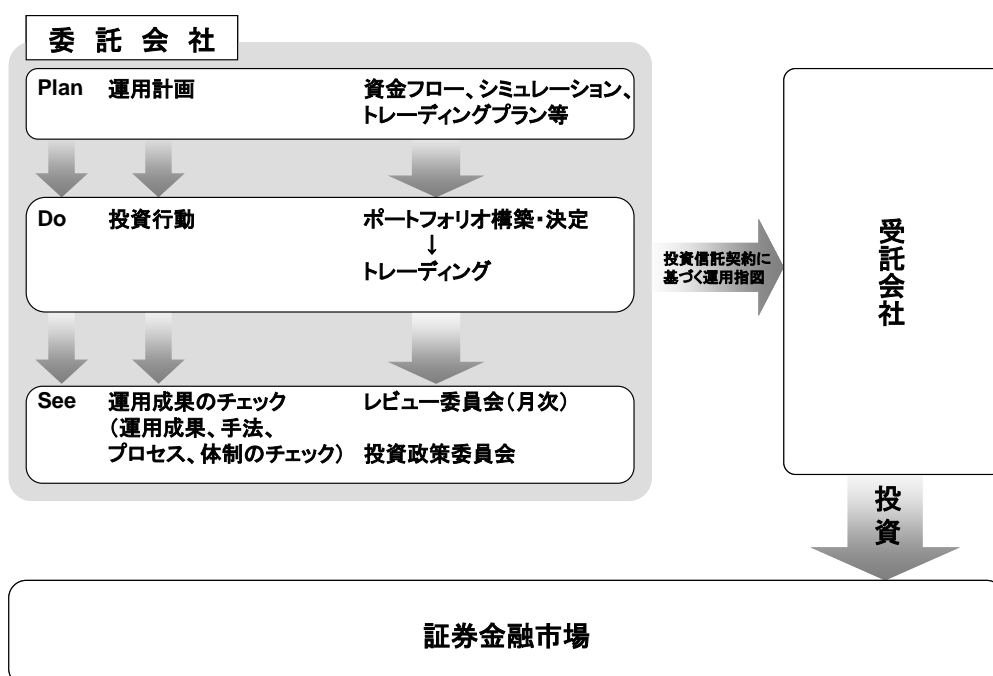 委託会社
Plan 運用計画 資金フロー、シミュレーション、
トレーディングプラン等
Do 投資行動 ポートフォリオ構築・決定
↓
トレーディング
See 運用成果のチェック レビュー委員会(月次)
(運用成果、手法、
プロセス、体制のチェック) 投資政策委員会
投資信託契約に
基づく運用指図
受託会社
投資
証券金融市場